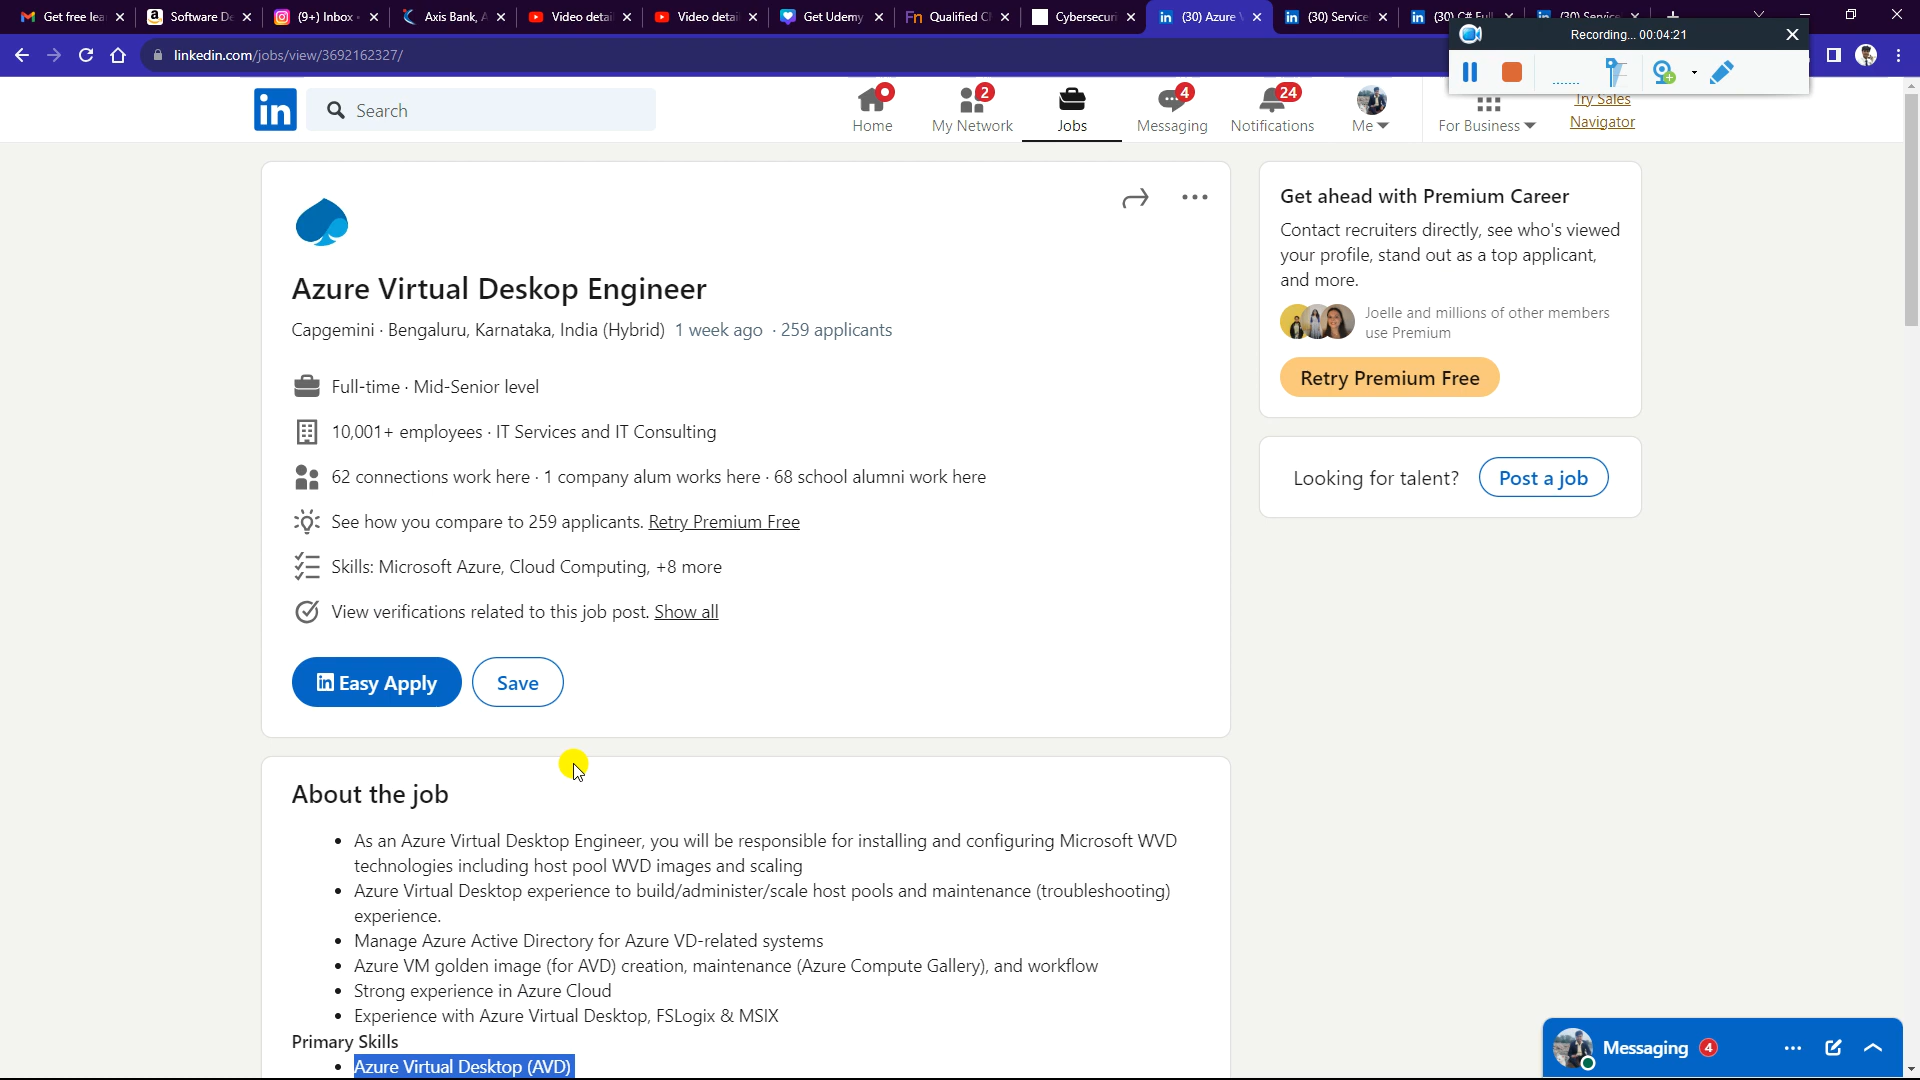 Get free lea
Software De
(9+) Inbox
Axis Bank, A
Video detai
Video detai
Get Udemy
Qualified C
Cybersecuri
(30) Azure V
(30) Service
(30) C# Full
(30) Service
Recording... 00:04:21
linkedin.com/jobs/view/3692162327/
in
Search
Home
2
My Network
Jobs
4
Messaging
24
Notifications
Me
For Business
Try Sales
Navigator
Azure Virtual Deskop Engineer
Capgemini · Bengaluru, Karnataka, India (Hybrid) 1 week ago · 259 applicants
Full-time · Mid-Senior level
10,001+ employees · IT Services and IT Consulting
62 connections work here · 1 company alum works here · 68 school alumni work here
See how you compare to 259 applicants. Retry Premium Free
Skills: Microsoft Azure, Cloud Computing, +8 more
View verifications related to this job post. Show all
in Easy Apply
Save
Get ahead with Premium Career
Contact recruiters directly, see who's viewed
your profile, stand out as a top applicant,
and more.
Joelle and millions of other members
use Premium
Retry Premium Free
Looking for talent?
Post a job
About the job
• As an Azure Virtual Desktop Engineer, you will be responsible for installing and configuring Microsoft WVD
technologies including host pool WVD images and scaling
• Azure Virtual Desktop experience to build/administer/scale host pools and maintenance (troubleshooting)
experience.
• Manage Azure Active Directory for Azure VD-related systems
• Azure VM golden image (for AVD) creation, maintenance (Azure Compute Gallery), and workflow
• Strong experience in Azure Cloud
• Experience with Azure Virtual Desktop, FSLogix & MSIX
Primary Skills
• Azure Virtual Desktop (AVD)
Messaging 4